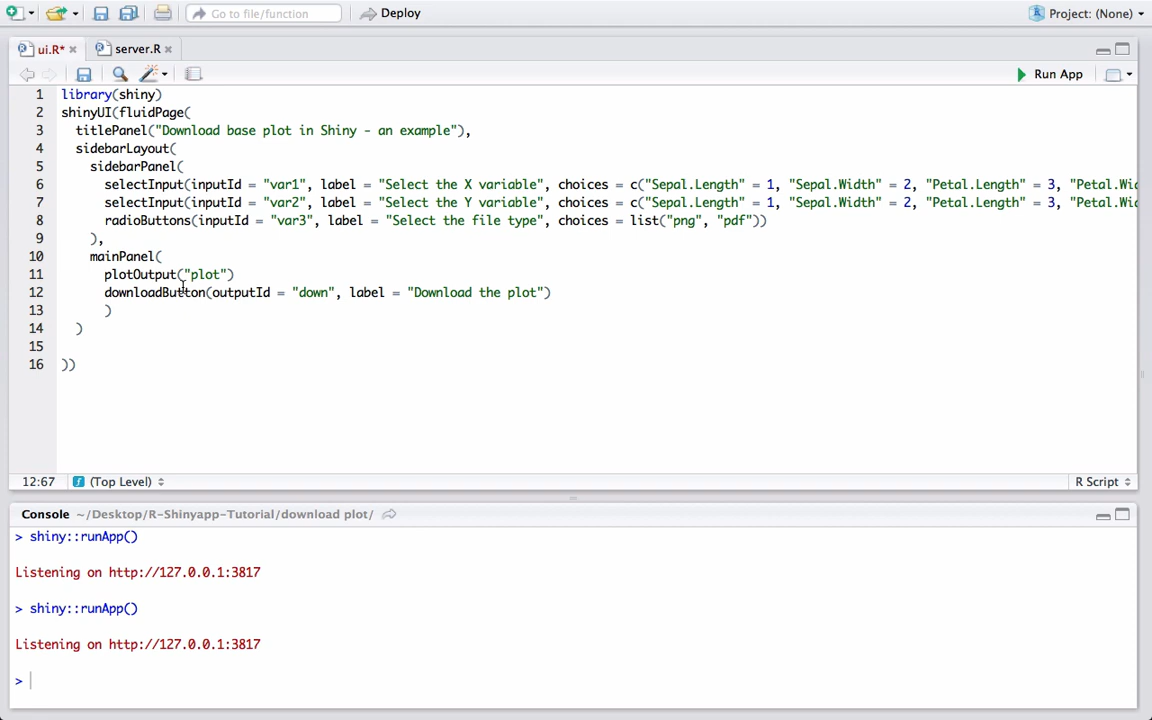 Go to file/function
Deploy
Project: (None)
ui.R*
server.R
Run App
1 library(shiny)
2 shinyUI(fluidPage(
3 titlePanel("Download base plot in Shiny - an example"),
4 sidebarLayout(
5 sidebarPanel(
6 selectInput(inputId = "var1", label = "Select the X variable", choices = c("Sepal.Length" = 1, "Sepal.Width" = 2, "Petal.Length" = 3, "Petal.Wi
7 selectInput(inputId = "var2", label = "Select the Y variable", choices = c("Sepal.Length" = 1, "Sepal.Width" = 2, "Petal.Length" = 3, "Petal.Wi
8 radioButtons(inputId = "var3", label = "Select the file type", choices = list("png", "pdf"))
9 ),
10 mainPanel(
11 plotOutput("plot")
12 downloadButton(outputId = "down", label = "Download the plot")
13 )
14 )
15
16 ))
12:67 (Top Level)
R Script
Console ~/Desktop/R-Shinyapp-Tutorial/download plot/
> shiny::runApp()
Listening on http://127.0.0.1:3817
> shiny::runApp()
Listening on http://127.0.0.1:3817
>